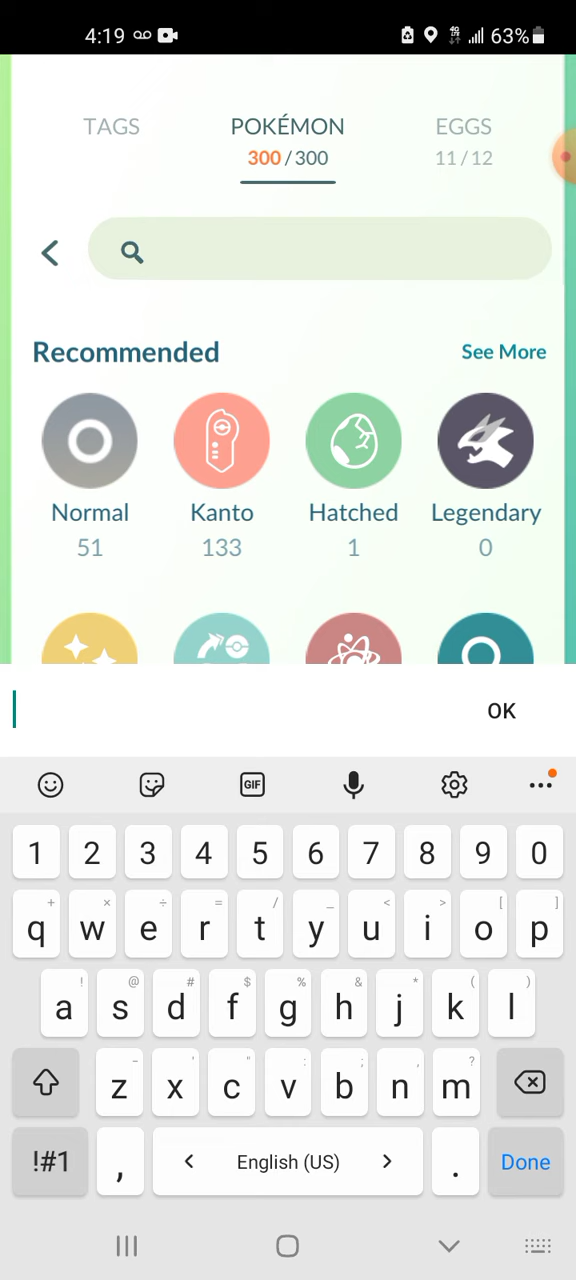 4:19 63%
TAGS POKÉMON EGGS
300/300 11/12
Recommended See More
Normal Kanto Hatched Legendary
51 133 1 0
OK
GIF
1 2 3 4 5 6 7 8 9 0
+ × ÷ = / _ < > [ ]
q w e r t y u i o p
! @ # $ % & * ( )
a s d f g h j k l
- ' " : ; , ?
z x c v b n m
!#1 , < English (US) > . Done